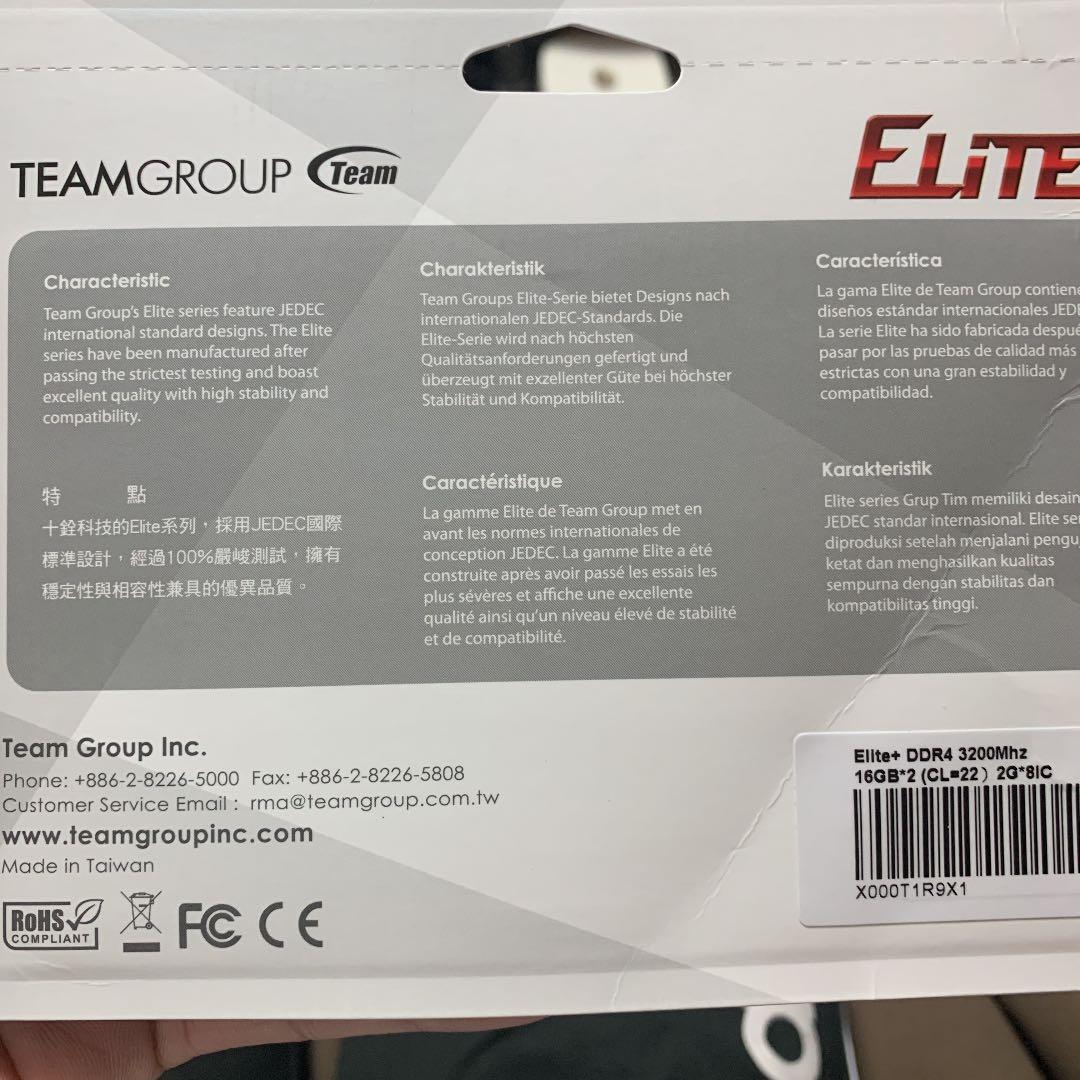 TEAMGROUP Team
ELiTE
Characteristic
Team Group's Elite series feature JEDEC
international standard designs. The Elite
series have been manufactured after
passing the strictest testing and boast
excellent quality with high stability and
compatibility.
特 點
十銓科技的Elite系列，採用JEDEC國際
標準設計，經過100%嚴峻測試，擁有
穩定性與相容性兼具的優異品質。
Charakteristik
Team Groups Elite-Serie bietet Designs nach
internationalen JEDEC-Standards. Die
Elite-Serie wird nach höchsten
Qualitätsanforderungen gefertigt und
überzeugt mit exzellenter Güte bei höchster
Stabilität und Kompatibilität.
Caractéristique
La gamme Elite de Team Group met en
avant les normes internationales de
conception JEDEC. La gamme Elite a été
construite après avoir passé les essais les
plus sévères et affiche une excellente
qualité ainsi qu'un niveau élevé de stabilité
et de compatibilité.
Característica
La gama Elite de Team Group contiene
diseños estándar internacionales
La serie Elite ha sido fabricada
pasar por las pruebas de calidad más
estrictas con una gran estabilidad y
compatibilidad.
Karakteristik
Elite series Grup Tim memiliki desain
JEDEC standar internasional. Elite
diproduksi setelah menjalani
ketat dan menghasilkan kualitas
sempurna dengan stabilitas dan
kompatibilitas tinggi.
Team Group Inc.
Phone: +886-2-8226-5000 Fax: +886-2-8226-5808
Customer Service Email : rma@teamgroup.com.tw
www.teamgroupinc.com
Made in Taiwan
RoHS
COMPLIANT
FC CE
Elite+ DDR4 3200Mhz
16GB*2 (CL=22) 2G*8IC
X000T1R9X1